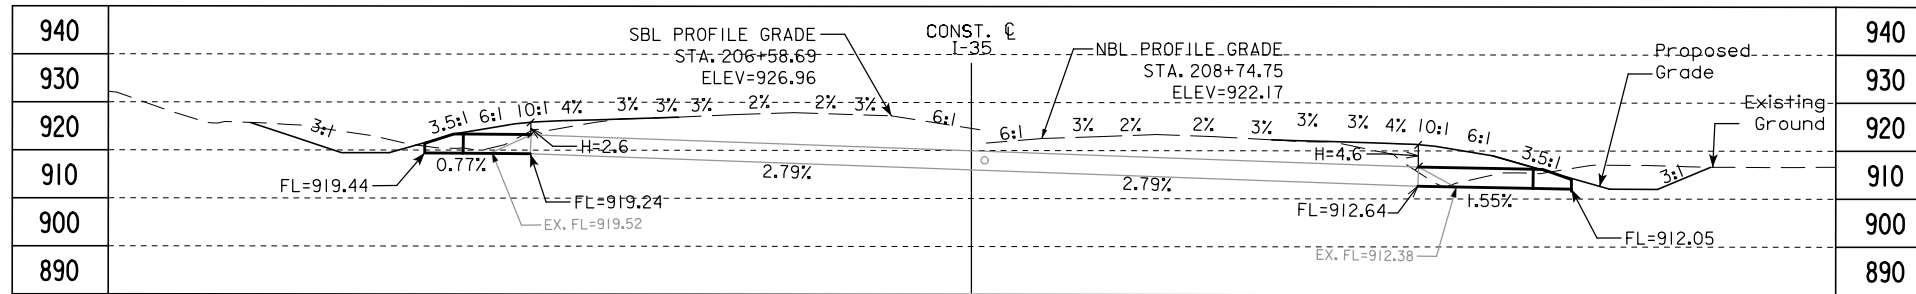 940
930
920
910
900
890
SBL PROFILE GRADE
STA. 206+58.69
ELEV=926.96
CONST. ℄
I-35
NBL PROFILE GRADE
STA. 208+74.75
ELEV=922.17
Proposed
Grade
Existing
Ground
3:1
3.5:1
6:1
10:1
4%
3%
3%
3%
2%
2%
3%
6:1
6:1
3%
2%
2%
3%
3%
3%
4%
10:1
6:1
3.5:1
3:1
H=2.6
H=4.6
0.77%
2.79%
2.79%
1.55%
FL=919.44
FL=919.24
EX. FL=919.52
FL=912.64
FL=912.05
EX. FL=912.38
940
930
920
910
900
890